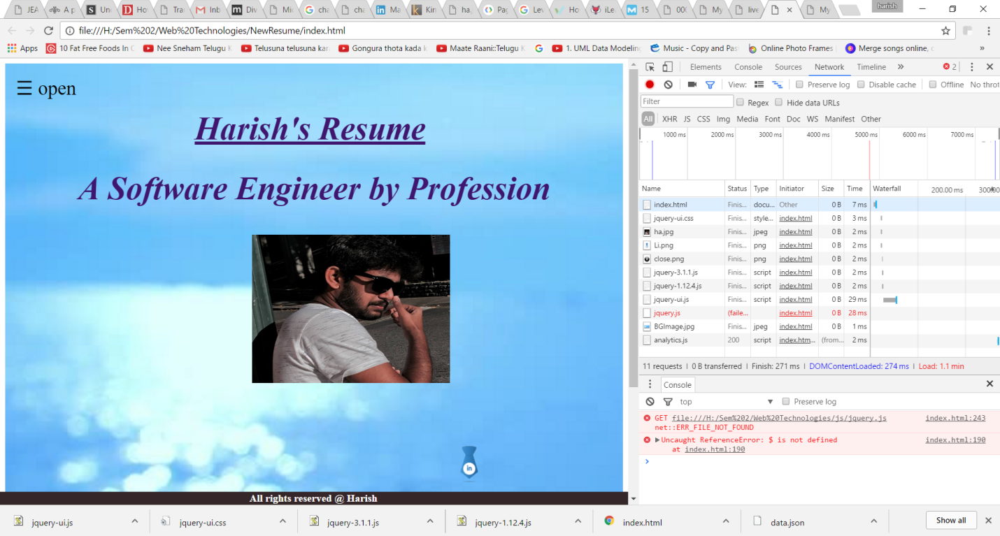 JEA A p Un Ho Tra Inb Div Mic cha cha Ma Kin ha. Pag Lev Ho iLe 15 000 My live My harish
file:///H:/Sem%202/Web%20Technologies/NewResume/index.html
Apps 10 Fat Free Foods In Nee Sneham Telugu Telusuna telusuna kar Gongura thota kada k Maate Raani::Telugu 1. UML Data Modeling Music - Copy and Past Online Photo Frames Merge songs online, »
☰ open
Harish's Resume
A Software Engineer by Profession
in
All rights reserved @ Harish
Elements Console Sources Network Timeline » 2
View: Preserve log Disable cache Offline No throt
Filter Regex Hide data URLs
All XHR JS CSS Img Media Font Doc WS Manifest Other
1000 ms 2000 ms 3000 ms 4000 ms 5000 ms 6000 ms 7000 ms
Name Status Type Initiator Size Time Waterfall 200.00 ms
index.html Finis... docu... Other 0 B 7 ms
jquery-ui.css Finis... style... index.html 0 B 3 ms
ha.jpg Finis... jpeg index.html 0 B 2 ms
Li.png Finis... png index.html 0 B 2 ms
close.png Finis... png index.html 0 B 2 ms
jquery-3.1.1.js Finis... script index.html 0 B 2 ms
jquery-1.12.4.js Finis... script index.html 0 B 2 ms
jquery-ui.js Finis... script index.html 0 B 29 ms
jquery.js (faile... index.html 0 B 28 ms
BGImage.jpg Finis... jpeg index.html 0 B 1 ms
analytics.js 200 script index.htm... (from... 2 ms
11 requests | 0 B transferred | Finish: 271 ms | DOMContentLoaded: 274 ms | Load: 1.1 min
Console
top ▼ Preserve log
GET file:///H:/Sem%202/Web%20Technologies/js/jquery.js index.html:243
net::ERR_FILE_NOT_FOUND
Uncaught ReferenceError: $ is not defined index.html:190
at index.html:190
jquery-ui.js jquery-ui.css jquery-3.1.1.js jquery-1.12.4.js index.html data.json Show all